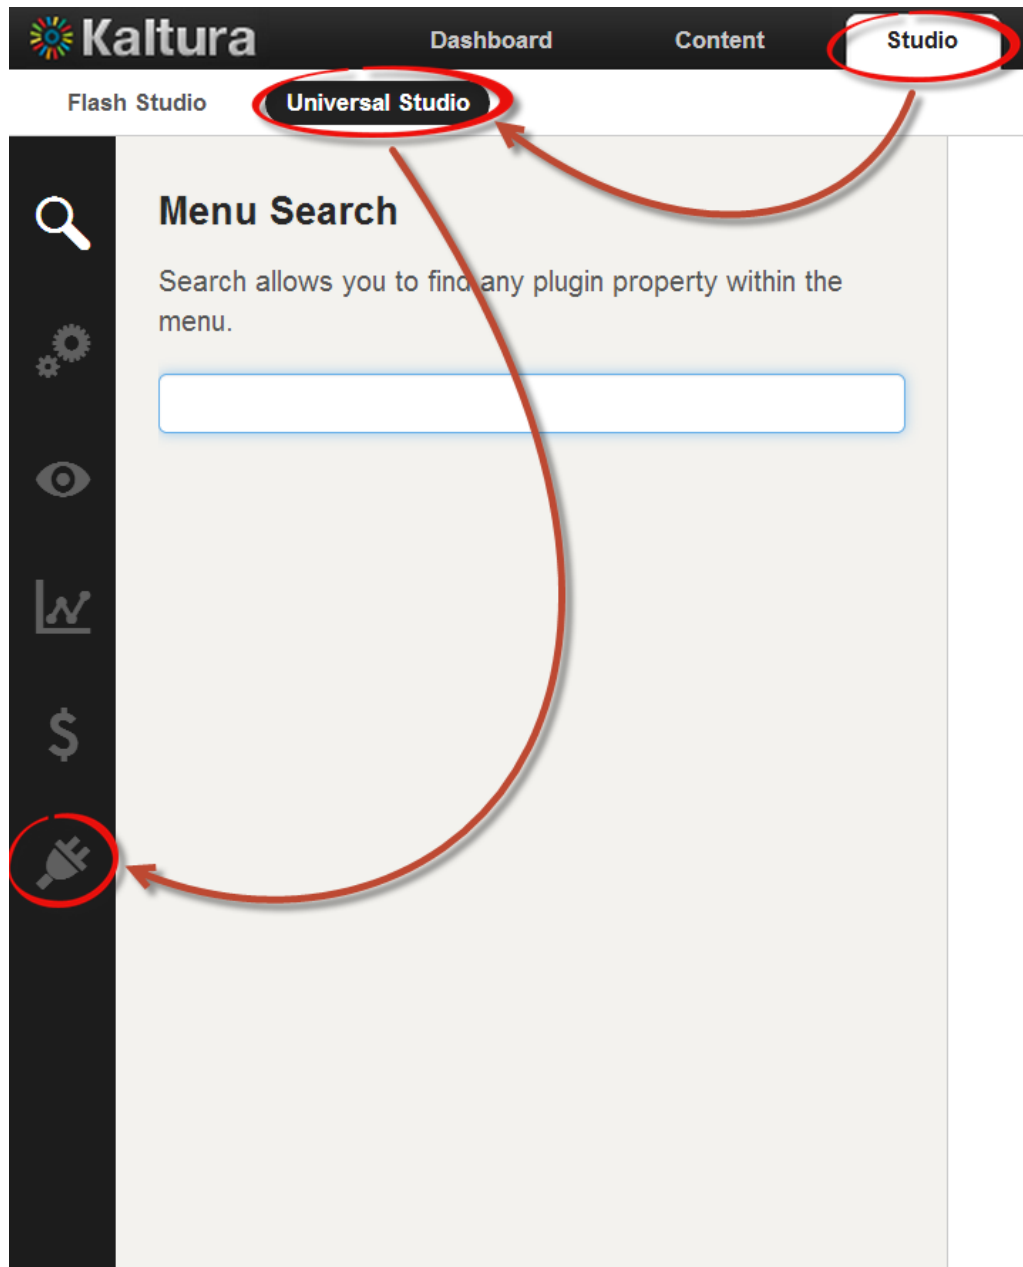 Kaltura Dashboard Content Studio
Flash Studio Universal Studio
Menu Search
Search allows you to find any plugin property within the
menu.